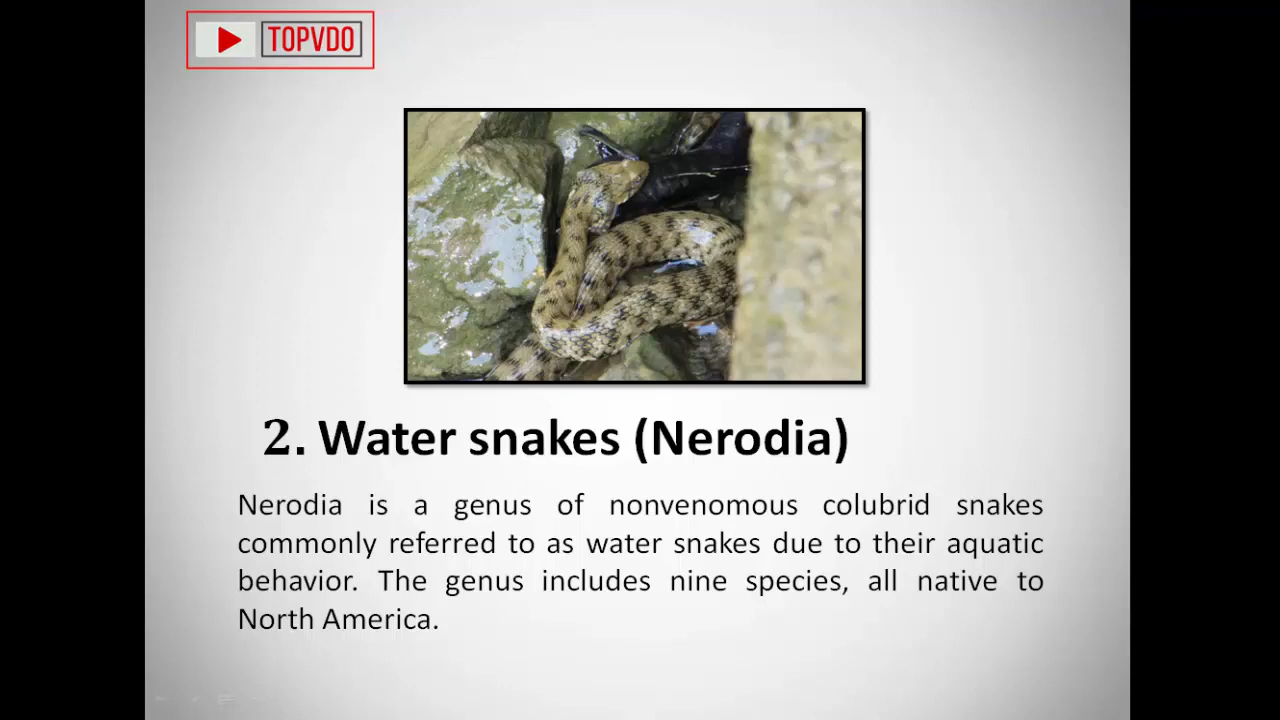 TOPVDO
2. Water snakes (Nerodia)
Nerodia is a genus of nonvenomous colubrid snakes
commonly referred to as water snakes due to their aquatic
behavior. The genus includes nine species, all native to
North America.